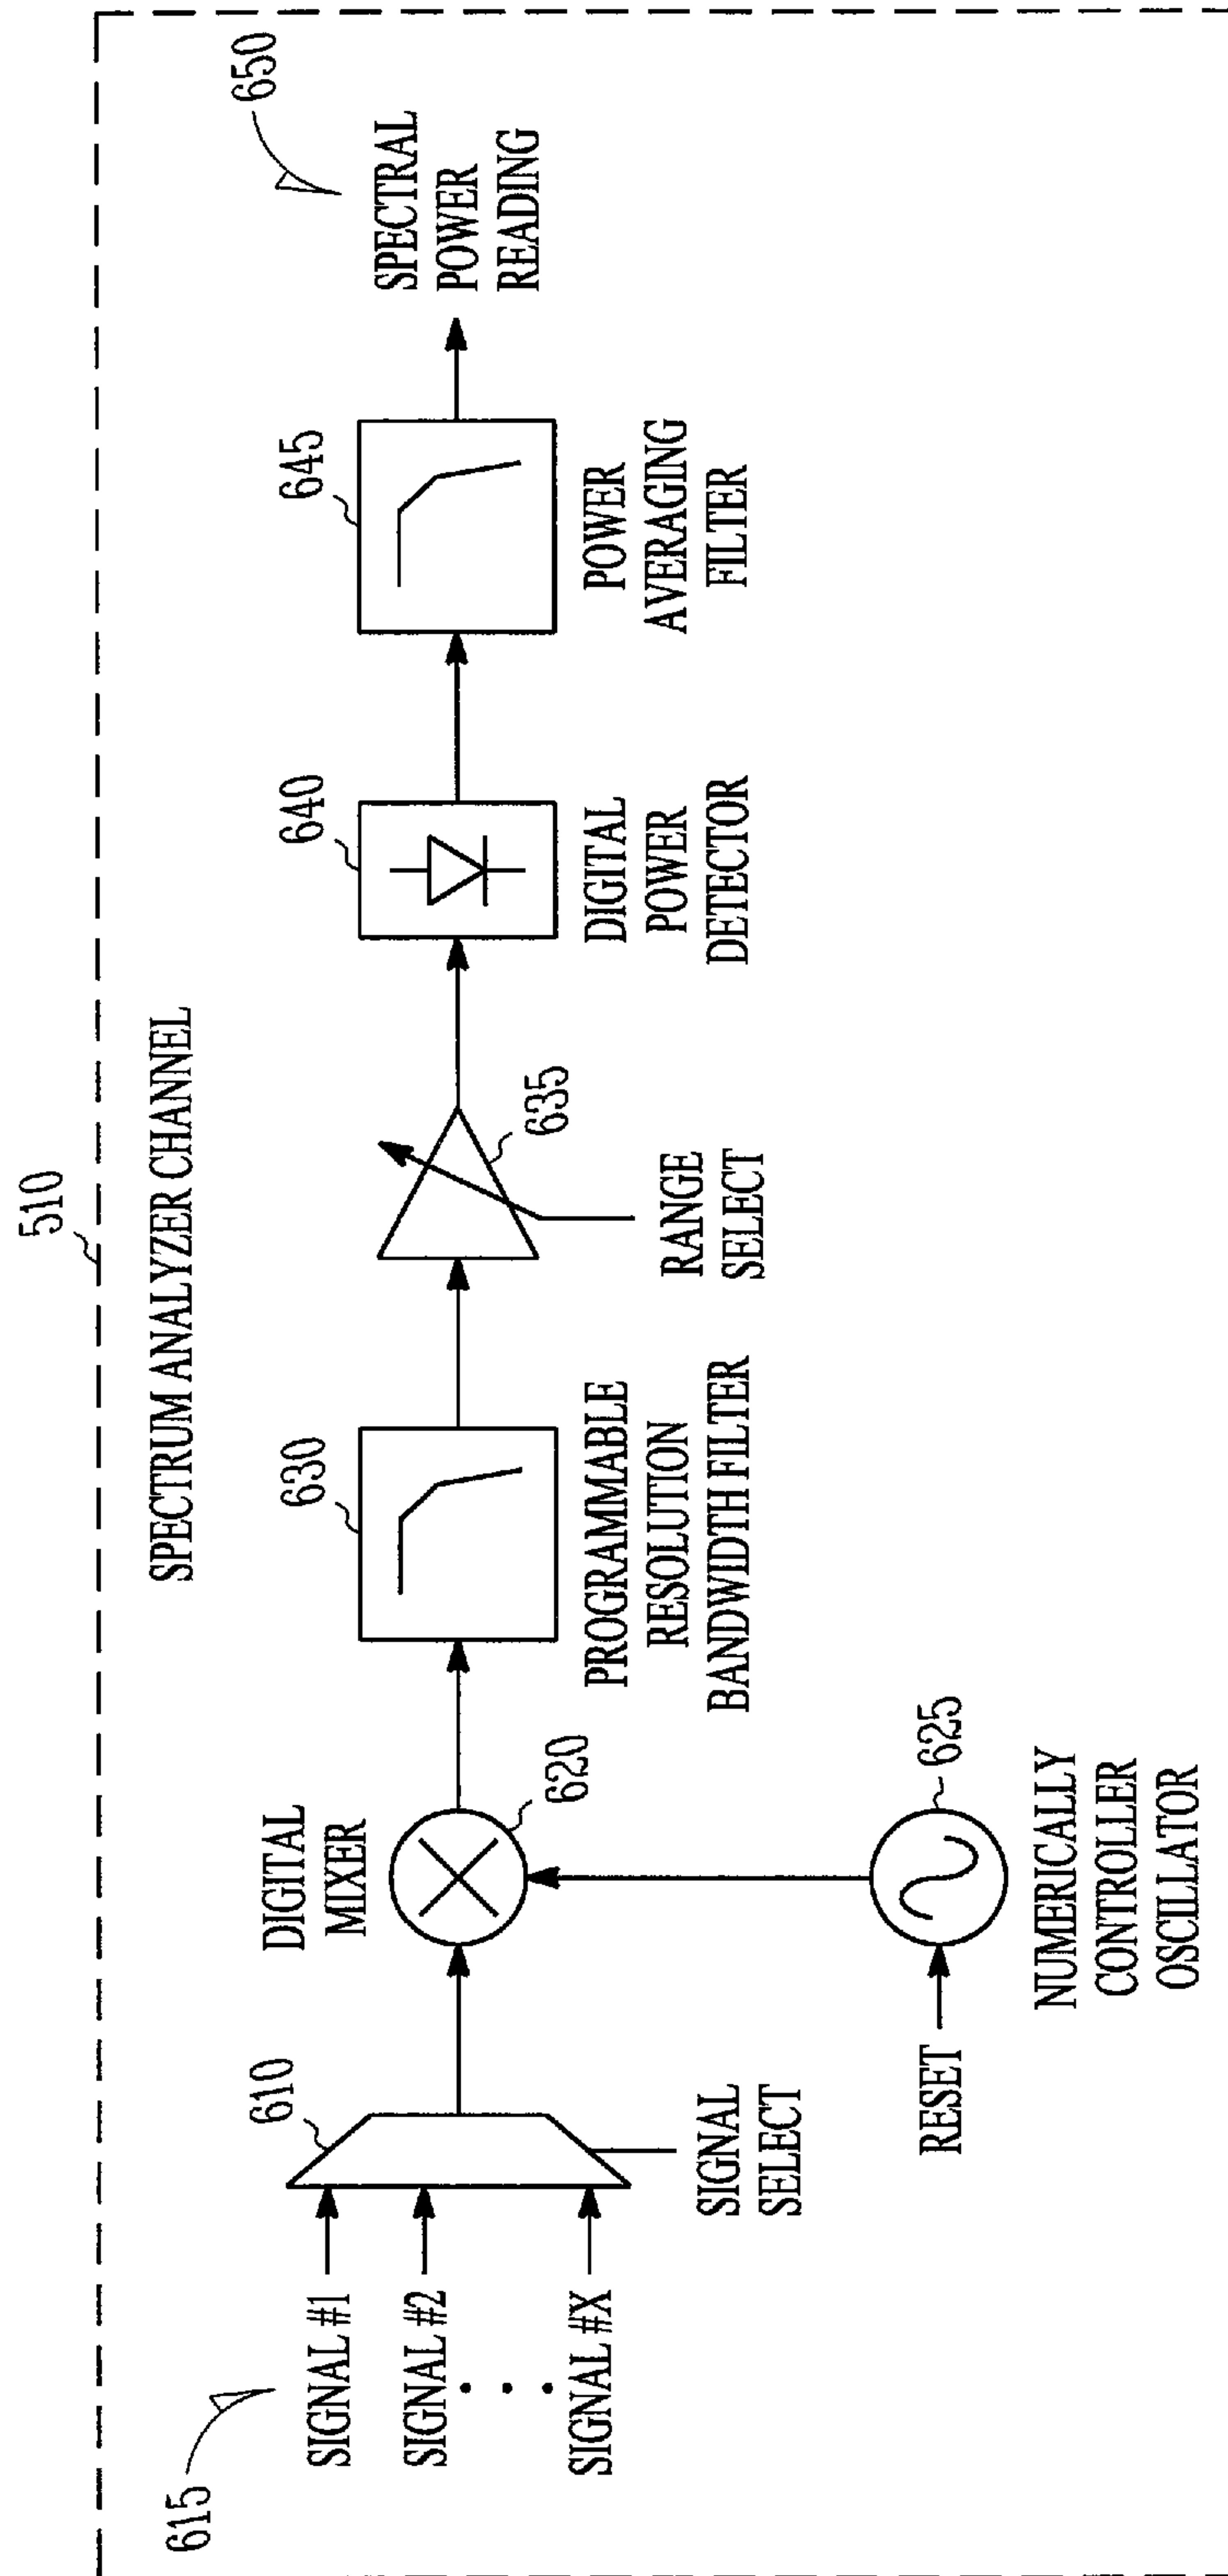 510
SPECTRUM ANALYZER CHANNEL
615
SIGNAL #1
SIGNAL #2
SIGNAL #X
610
SIGNAL
SELECT
DIGITAL
MIXER
620
RESET
625
NUMERICALLY
CONTROLLER
OSCILLATOR
630
PROGRAMMABLE
RESOLUTION
BANDWIDTH FILTER
635
RANGE
SELECT
640
DIGITAL
POWER
DETECTOR
645
POWER
AVERAGING
FILTER
650
SPECTRAL
POWER
READING